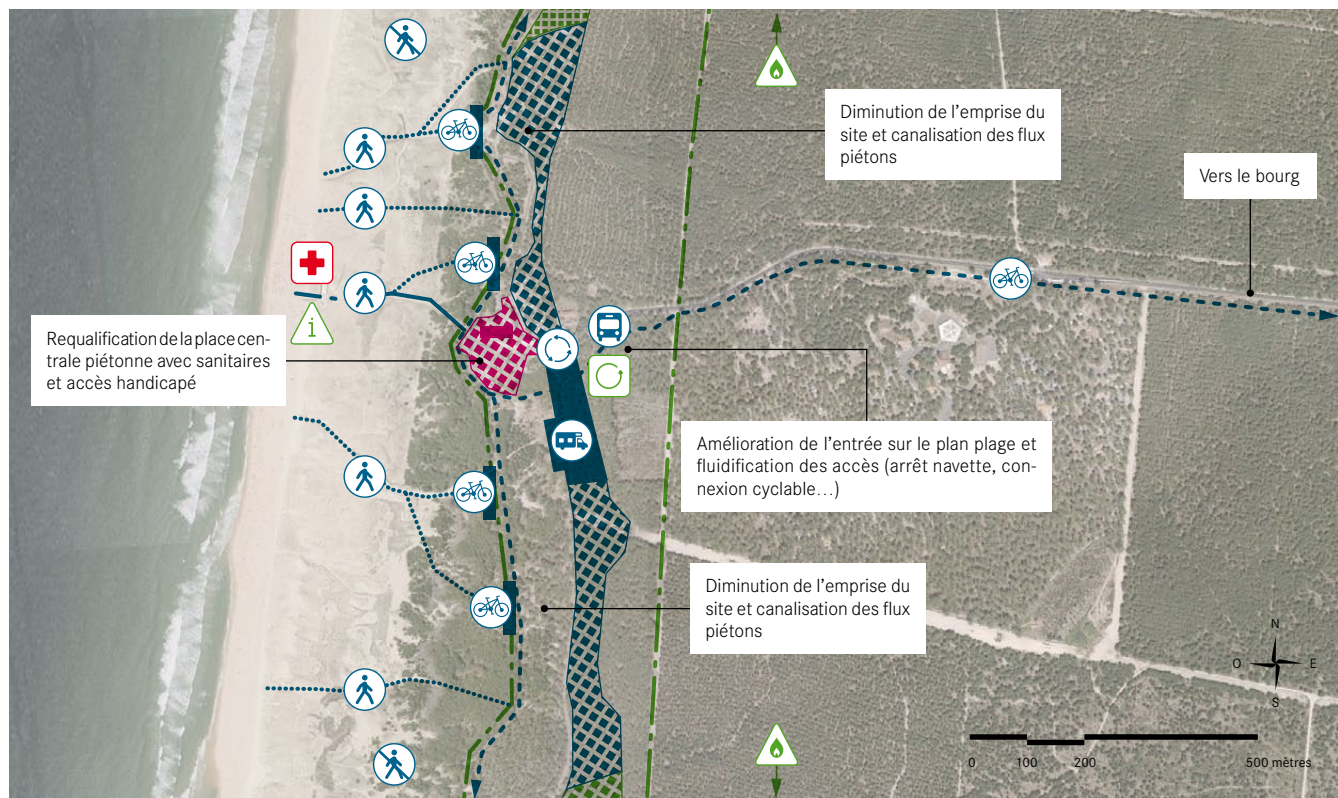 Diminution de l’emprise du
site et canalisation des flux
piétons
Vers le bourg
Requalification de la place cen-
trale piétonne avec sanitaires
et accès handicapé
i
Amélioration de l’entrée sur le plan plage et
fluidification des accès (arrêt navette, con-
nexion cyclable…)
Diminution de l’emprise du
site et canalisation des flux
piétons
N
O E
S
0 100 200 500 mètres